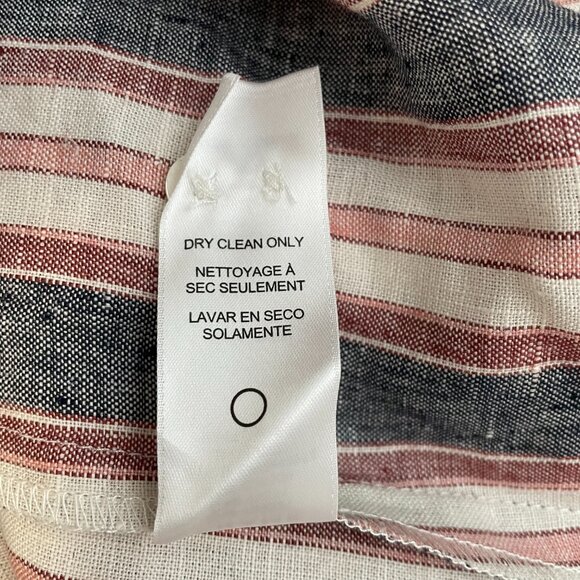 DRY CLEAN ONLY
NETTOYAGE À
SEC SEULEMENT
LAVAR EN SECO
SOLAMENTE